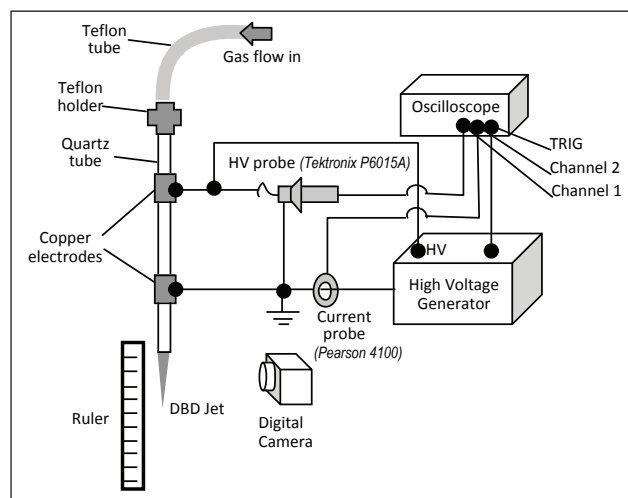 Teflon
tube
Gas flow in
Teflon
holder
Oscilloscope
TRIG
Channel 2
Channel 1
Quartz
tube
HV probe (Tektronix P6015A)
Copper
electrodes
HV
High Voltage
Generator
Current
probe
(Pearson 4100)
Ruler
DBD Jet
Digital
Camera